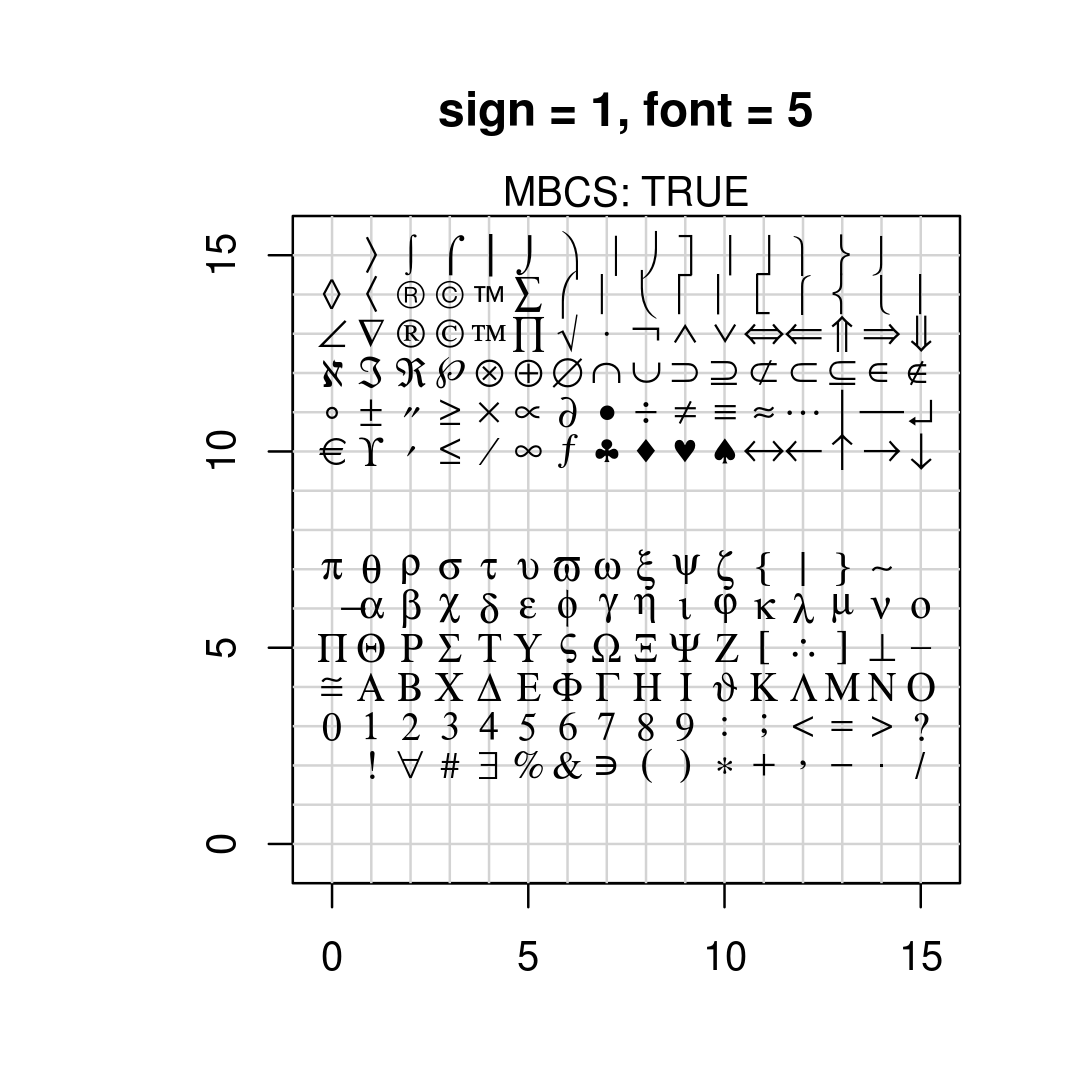 sign = 1, font = 5
MBCS: TRUE
15
〉 ∫ ⌠ ⎮ ⌡ ⎞ ⎟ ⎠ ⎤ ⎥ ⎦ ⎫ ⎬ ⎭
◊ 〈 ® © ™ ∑ ⎛ ⎜ ⎝ ⎡ ⎢ ⎣ ⎧ ⎨ ⎩ ⎪
∠ ∇ ® © ™ ∏ √ ⋅ ¬ ∧ ∨ ⇔ ⇐ ⇑ ⇒ ⇓
ℵ ℑ ℜ ℘ ⊗ ⊕ ∅ ∩ ∪ ⊃ ⊇ ⊄ ⊂ ⊆ ∈ ∉
° ± ″ ≥ × ∝ ∂ • ÷ ≠ ≡ ≈ … ⏐ ⎯ ↵
10
€ ϒ ′ ≤ ⁄ ∞ ƒ ♣ ♦ ♥ ♠ ↔ ← ↑ → ↓
π θ ρ σ τ υ ϖ ω ξ ψ ζ { | } ~
‾ α β χ δ ε φ γ η ι ϕ κ λ μ ν ο
5
Π Θ Ρ Σ Τ Υ ς Ω Ξ Ψ Ζ [ ∴ ] ⊥ _
≅ Α Β Χ Δ Ε Φ Γ Η Ι ϑ Κ Λ Μ Ν Ο
0 1 2 3 4 5 6 7 8 9 : ; < = > ?
! ∀ # ∃ % & ∋ ( ) ∗ + , − . /
0
0 5 10 15